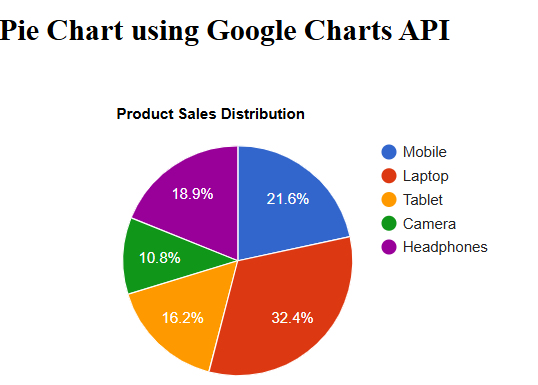 Pie Chart using Google Charts API
Product Sales Distribution
Mobile
Laptop
Tablet
Camera
Headphones
18.9%
21.6%
10.8%
16.2%
32.4%